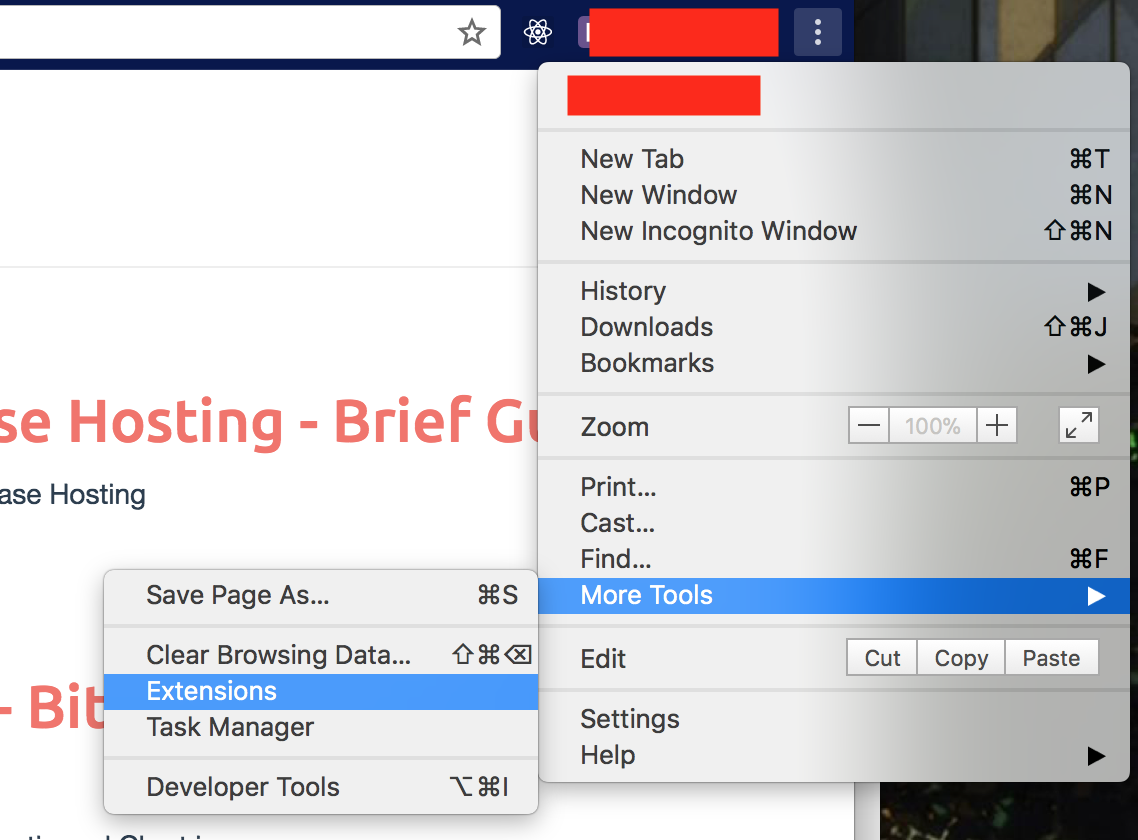 New Tab ⌘T
New Window ⌘N
New Incognito Window ⇧⌘N
History ▶
Downloads ⇧⌘J
Bookmarks ▶
Zoom — 100% +
Print... ⌘P
Cast...
Find... ⌘F
More Tools ▶
Edit Cut Copy Paste
Settings
Help ▶
Save Page As... ⌘S
Clear Browsing Data... ⇧⌘⌫
Extensions
Task Manager
Developer Tools ⌥⌘I
se Hosting - Brief Gu
ase Hosting
- Bit